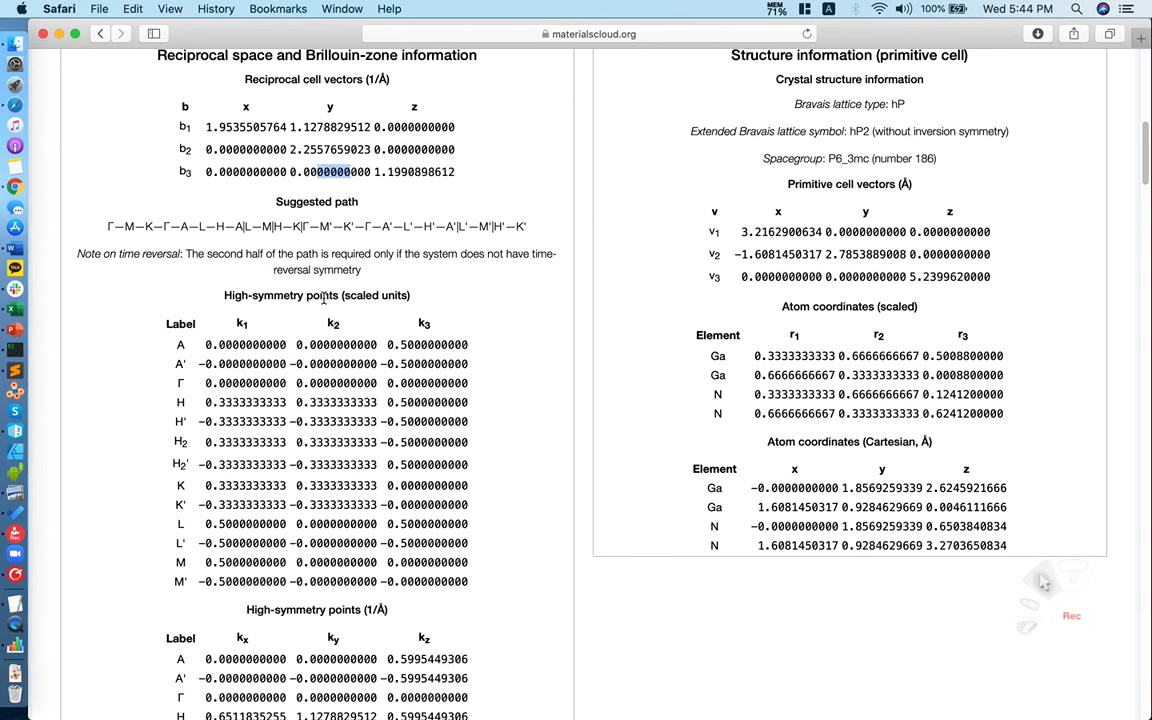 Safari File Edit View History Bookmarks Window Help MEM 71% A 100% Wed 5:44 PM
materialscloud.org
Reciprocal space and Brillouin-zone information
Reciprocal cell vectors (1/Å)
b x y z
b1 1.9535505764 1.1278829512 0.0000000000
b2 0.0000000000 2.2557659023 0.0000000000
b3 0.0000000000 0.0000000000 1.1990898612
Suggested path
Γ—M—K—Γ—A—L—H—A|L—M|H—K|Γ—M'—K'—Γ—A'—L'—H'—A'|L'—M'|H'—K'
Note on time reversal: The second half of the path is required only if the system does not have time-
reversal symmetry
High-symmetry points (scaled units)
Label k1 k2 k3
A 0.0000000000 0.0000000000 0.5000000000
A' −0.0000000000 −0.0000000000 −0.5000000000
Γ 0.0000000000 0.0000000000 0.0000000000
H 0.3333333333 0.3333333333 0.5000000000
H' −0.3333333333 −0.3333333333 −0.5000000000
H2 0.3333333333 0.3333333333 −0.5000000000
H2' −0.3333333333 −0.3333333333 0.5000000000
K 0.3333333333 0.3333333333 0.0000000000
K' −0.3333333333 −0.3333333333 −0.0000000000
L 0.5000000000 0.0000000000 0.5000000000
L' −0.5000000000 −0.0000000000 −0.5000000000
M 0.5000000000 0.0000000000 0.0000000000
M' −0.5000000000 −0.0000000000 −0.0000000000
High-symmetry points (1/Å)
Label kx ky kz
A 0.0000000000 0.0000000000 0.5995449306
A' −0.0000000000 −0.0000000000 −0.5995449306
Γ 0.0000000000 0.0000000000 0.0000000000
H 0.6511835255 1.1278829512 0.5995449306
Structure information (primitive cell)
Crystal structure information
Bravais lattice type: hP
Extended Bravais lattice symbol: hP2 (without inversion symmetry)
Spacegroup: P6_3mc (number 186)
Primitive cell vectors (Å)
v x y z
v1 3.2162900634 0.0000000000 0.0000000000
v2 −1.6081450317 2.7853889008 0.0000000000
v3 0.0000000000 0.0000000000 5.2399620000
Atom coordinates (scaled)
Element r1 r2 r3
Ga 0.3333333333 0.6666666667 0.5008800000
Ga 0.6666666667 0.3333333333 0.0008800000
N 0.3333333333 0.6666666667 0.1241200000
N 0.6666666667 0.3333333333 0.6241200000
Atom coordinates (Cartesian, Å)
Element x y z
Ga −0.0000000000 1.8569259339 2.6245921666
Ga 1.6081450317 0.9284629669 0.0046111666
N −0.0000000000 1.8569259339 0.6503840834
N 1.6081450317 0.9284629669 3.2703650834
Rec